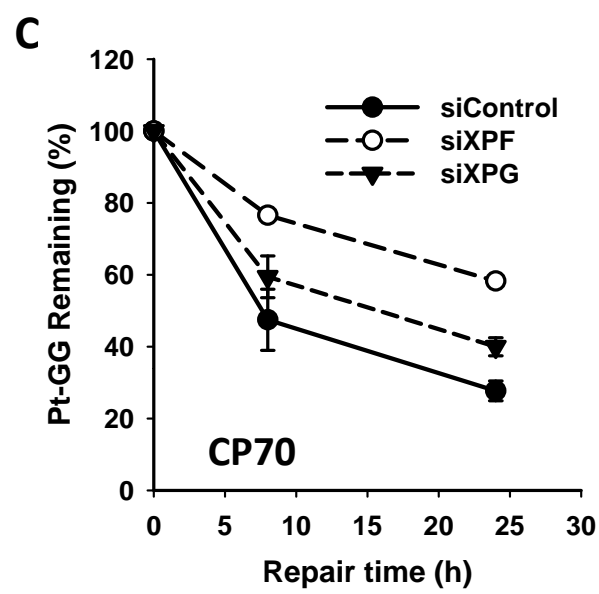 C
Pt-GG Remaining (%)
120
100
80
60
40
20
0
siControl
siXPF
siXPG
CP70
0 5 10 15 20 25 30
Repair time (h)